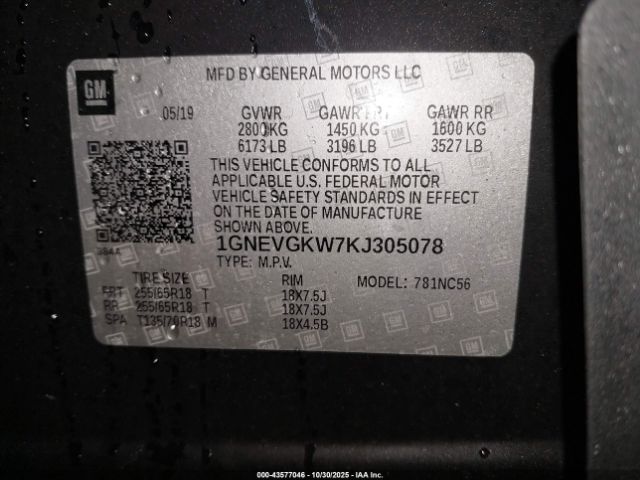 GM
MFD BY GENERAL MOTORS LLC
05/19 GVWR GAWR FRT GAWR RR
2800KG 1450 KG 1600 KG
6173 LB 3196 LB 3527 LB
THIS VEHICLE CONFORMS TO ALL
APPLICABLE U.S. FEDERAL MOTOR
VEHICLE SAFETY STANDARDS IN EFFECT
ON THE DATE OF MANUFACTURE
SHOWN ABOVE.
1GNEVGKW7KJ305078
384A
TYPE: M.P.V.
TIRE SIZE RIM MODEL: 781NC56
FRT 255/65R18 T 18X7.5J
RR 255/65R18 T 18X7.5J
SPA T135/70R18 M 18X4.5B
000-43577046 - 10/30/2025 - IAA Inc.